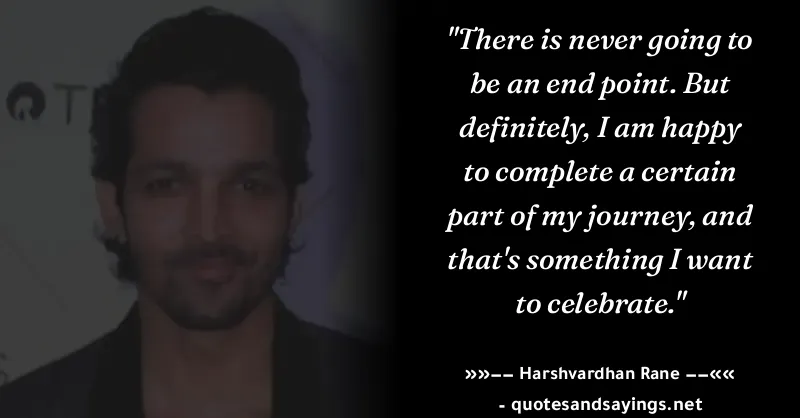 "There is never going to
be an end point. But
definitely, I am happy
to complete a certain
part of my journey, and
that's something I want
to celebrate."
»»−− Harshvardhan Rane −−««
- quotesandsayings.net